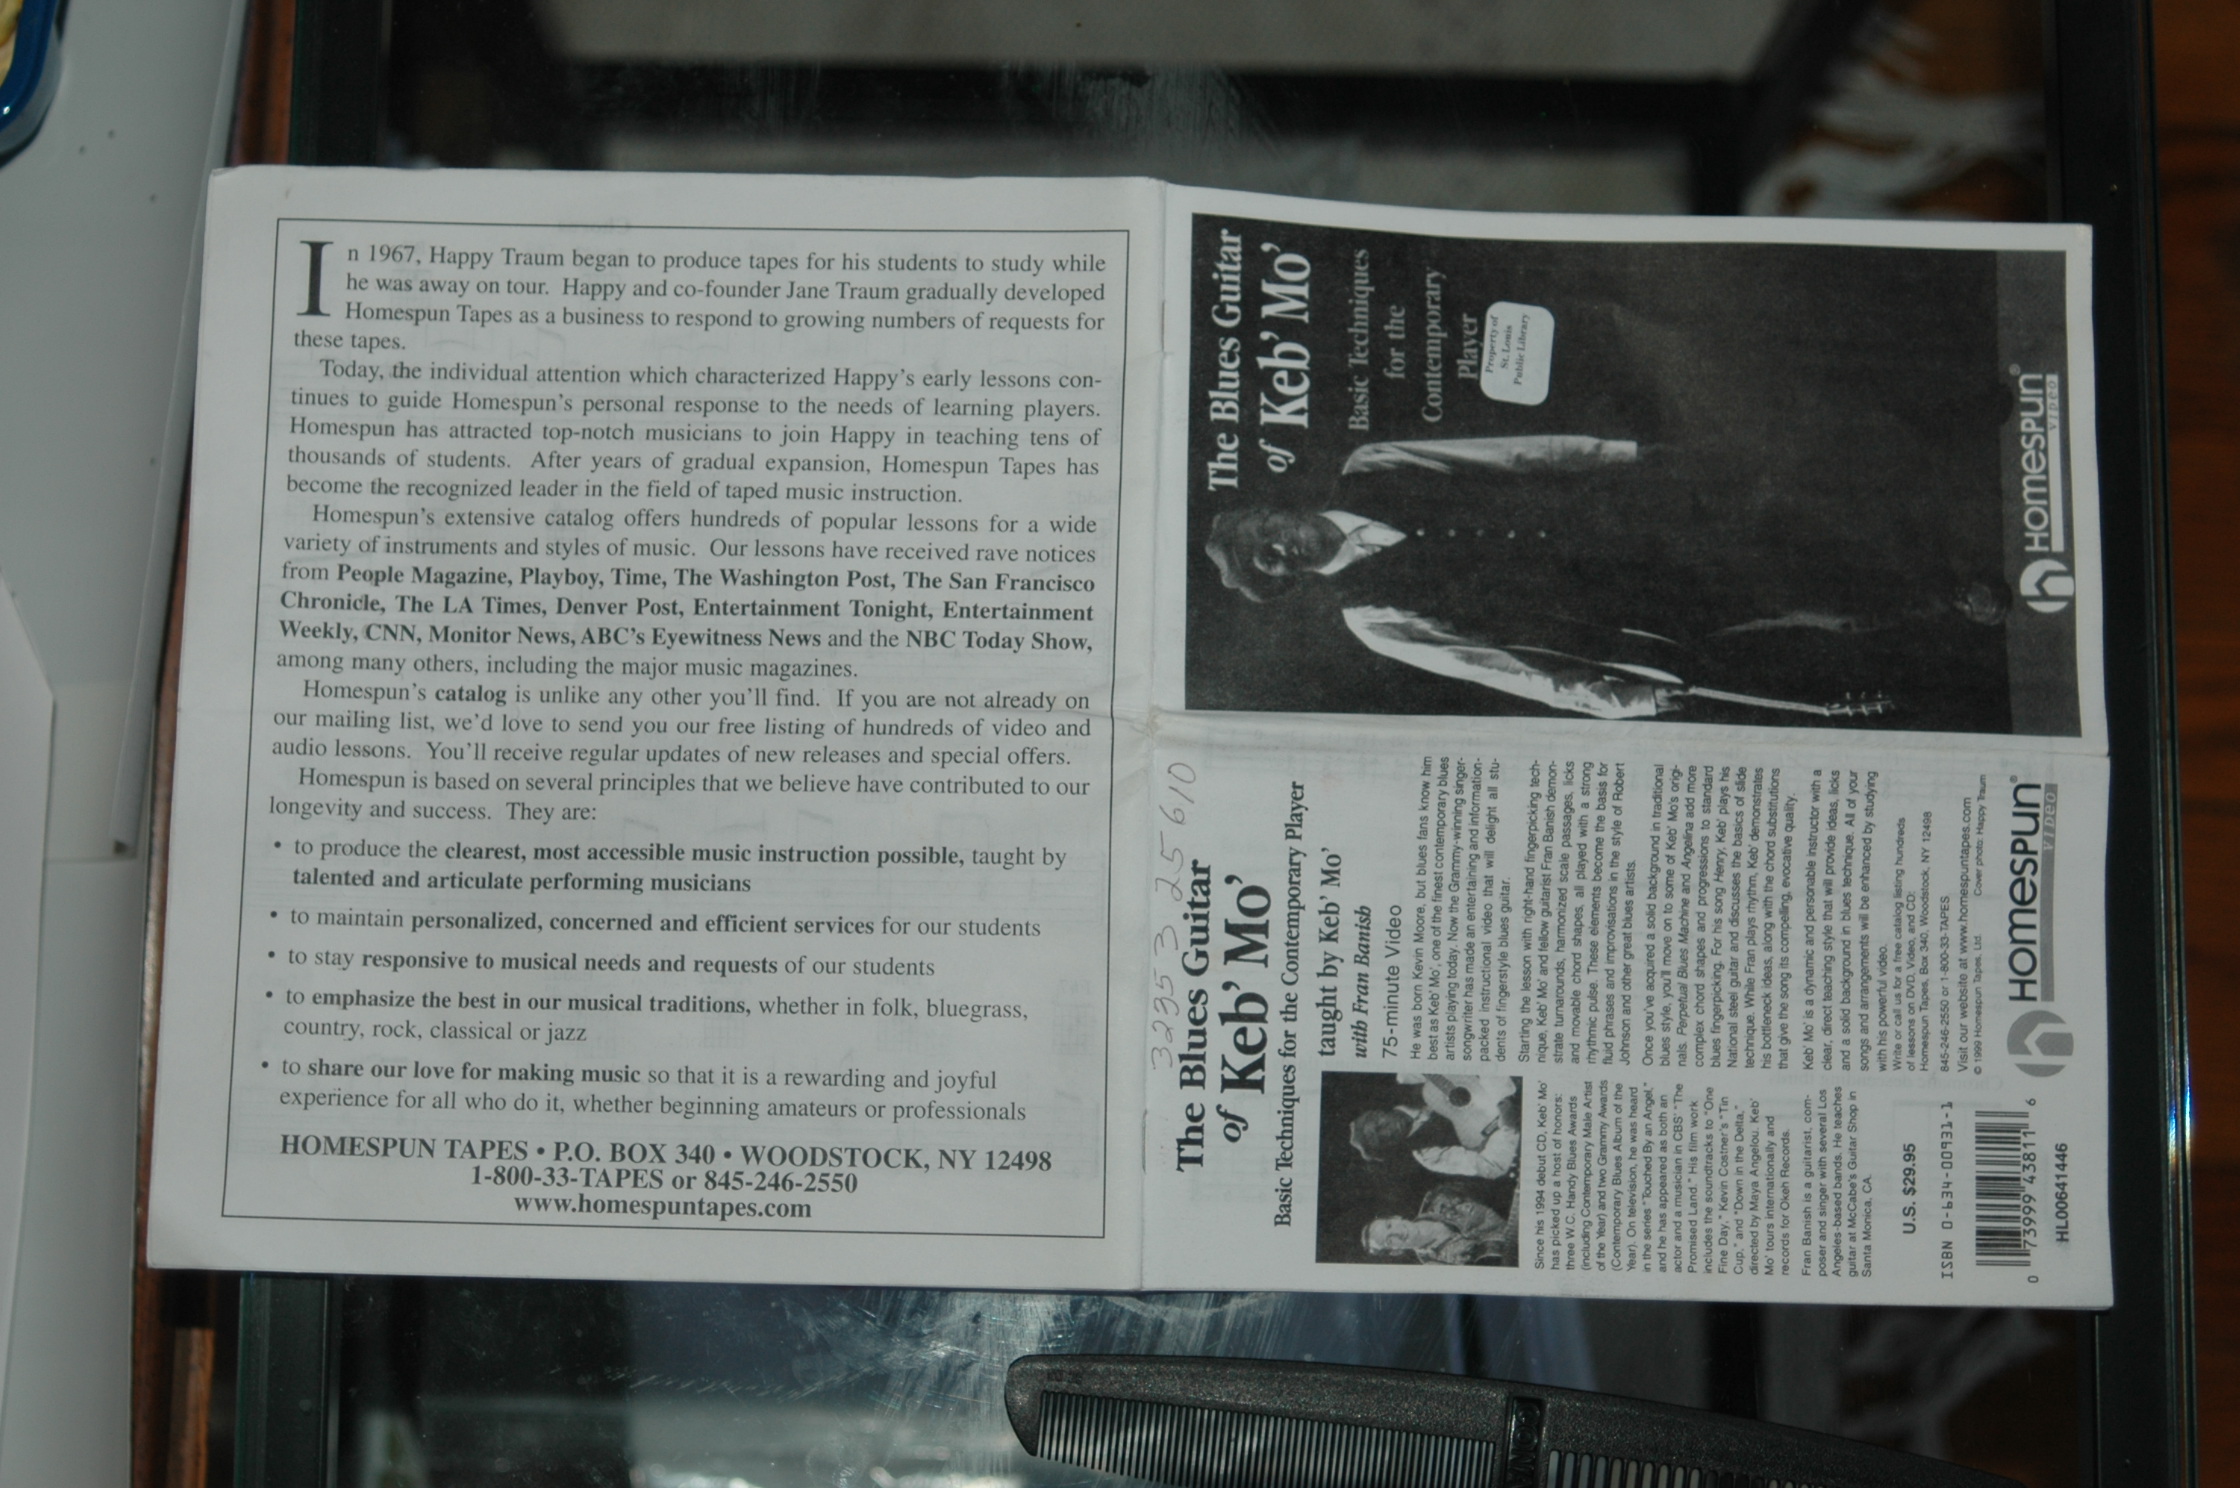 In 1967, Happy Traum began to produce tapes for his students to study while
he was away on tour. Happy and co-founder Jane Traum gradually developed
Homespun Tapes as a business to respond to growing numbers of requests for
these tapes.
Today, the individual attention which characterized Happy's early lessons con-
tinues to guide Homespun's personal response to the needs of learning players.
Homespun has attracted top-notch musicians to join Happy in teaching tens of
thousands of students. After years of gradual expansion, Homespun Tapes has
become the recognized leader in the field of taped music instruction.
Homespun's extensive catalog offers hundreds of popular lessons for a wide
variety of instruments and styles of music. Our lessons have received rave notices
from People Magazine, Playboy, Time, The Washington Post, The San Francisco
Chronicle, The LA Times, Denver Post, Entertainment Tonight, Entertainment
Weekly, CNN, Monitor News, ABC's Eyewitness News and the NBC Today Show,
among many others, including the major music magazines.
Homespun's catalog is unlike any other you'll find. If you are not already on
our mailing list, we'd love to send you our free listing of hundreds of video and
audio lessons. You'll receive regular updates of new releases and special offers.
Homespun is based on several principles that we believe have contributed to our
longevity and success. They are:
• to produce the clearest, most accessible music instruction possible, taught by
talented and articulate performing musicians
• to maintain personalized, concerned and efficient services for our students
• to stay responsive to musical needs and requests of our students
• to emphasize the best in our musical traditions, whether in folk, bluegrass,
country, rock, classical or jazz
• to share our love for making music so that it is a rewarding and joyful
experience for all who do it, whether beginning amateurs or professionals
HOMESPUN TAPES • P.O. BOX 340 • WOODSTOCK, NY 12498
1-800-33-TAPES or 845-246-2550
www.homespuntapes.com
The Blues Guitar
of Keb' Mo'
Basic Techniques
for the
Contemporary
Player
Property of
St. Louis
Public Library
HOMESPUN®
VIDEO
32353 25610
The Blues Guitar
of Keb' Mo'
Basic Techniques for the Contemporary Player
taught by Keb' Mo'
with Fran Banish
75-minute Video
He was born Kevin Moore, but blues fans know him
best as Keb' Mo', one of the finest contemporary blues
artists playing today. Now the Grammy-winning singer-
songwriter has made an entertaining and information-
packed instructional video that will delight all stu-
dents of fingerstyle blues guitar.
Starting the lesson with right-hand fingerpicking tech-
nique, Keb' Mo' and fellow guitarist Fran Banish demon-
strate turnarounds, harmonized scale passages, licks
and movable chord shapes, all played with a strong
rhythmic pulse. These elements become the basis for
fluid phrases and improvisations in the style of Robert
Johnson and other great blues artists.
Once you've acquired a solid background in traditional
blues style, you'll move on to some of Keb' Mo's origi-
nals. Perpetual Blues Machine and Angelina add more
complex chord shapes and progressions to standard
blues fingerpicking. For his song Henry, Keb' plays his
National steel guitar and discusses the basics of slide
technique. While Fran plays rhythm, Keb' demonstrates
his bottleneck ideas, along with the chord substitutions
that give the song its compelling, evocative quality.
Keb' Mo' is a dynamic and personable instructor with a
clear, direct teaching style that will provide ideas, licks
and a solid background in blues technique. All of your
songs and arrangements will be enhanced by studying
with his powerful video.
Write or call us for a free catalog listing hundreds
of lessons on DVD, Video, and CD:
Homespun Tapes, Box 340, Woodstock, NY 12498
845-246-2550 or 1-800-33-TAPES
Visit our website at www.homespuntapes.com
© 1999 Homespun Tapes, Ltd. Cover photo: Happy Traum
HOMESPUN®
VIDEO
Since his 1994 debut CD, Keb' Mo'
has picked up a host of honors:
three W.C. Handy Blues Awards
(including Contemporary Male Artist
of the Year) and two Grammy Awards
(Contemporary Blues Album of the
Year). On television, he was heard
in the series "Touched By an Angel,"
and he has appeared as both an
actor and a musician in CBS' "The
Promised Land." His film work
includes the soundtracks to "One
Fine Day," Kevin Costner's "Tin
Cup," and "Down in the Delta,"
directed by Maya Angelou. Keb'
Mo' tours internationally and
records for Okeh Records.
Fran Banish is a guitarist, com-
poser and singer with several Los
Angeles-based bands. He teaches
guitar at McCabe's Guitar Shop in
Santa Monica, CA.
U.S. $29.95
ISBN 0-634-00931-1
0 73999 43811 6
HL00641446
CONAIR